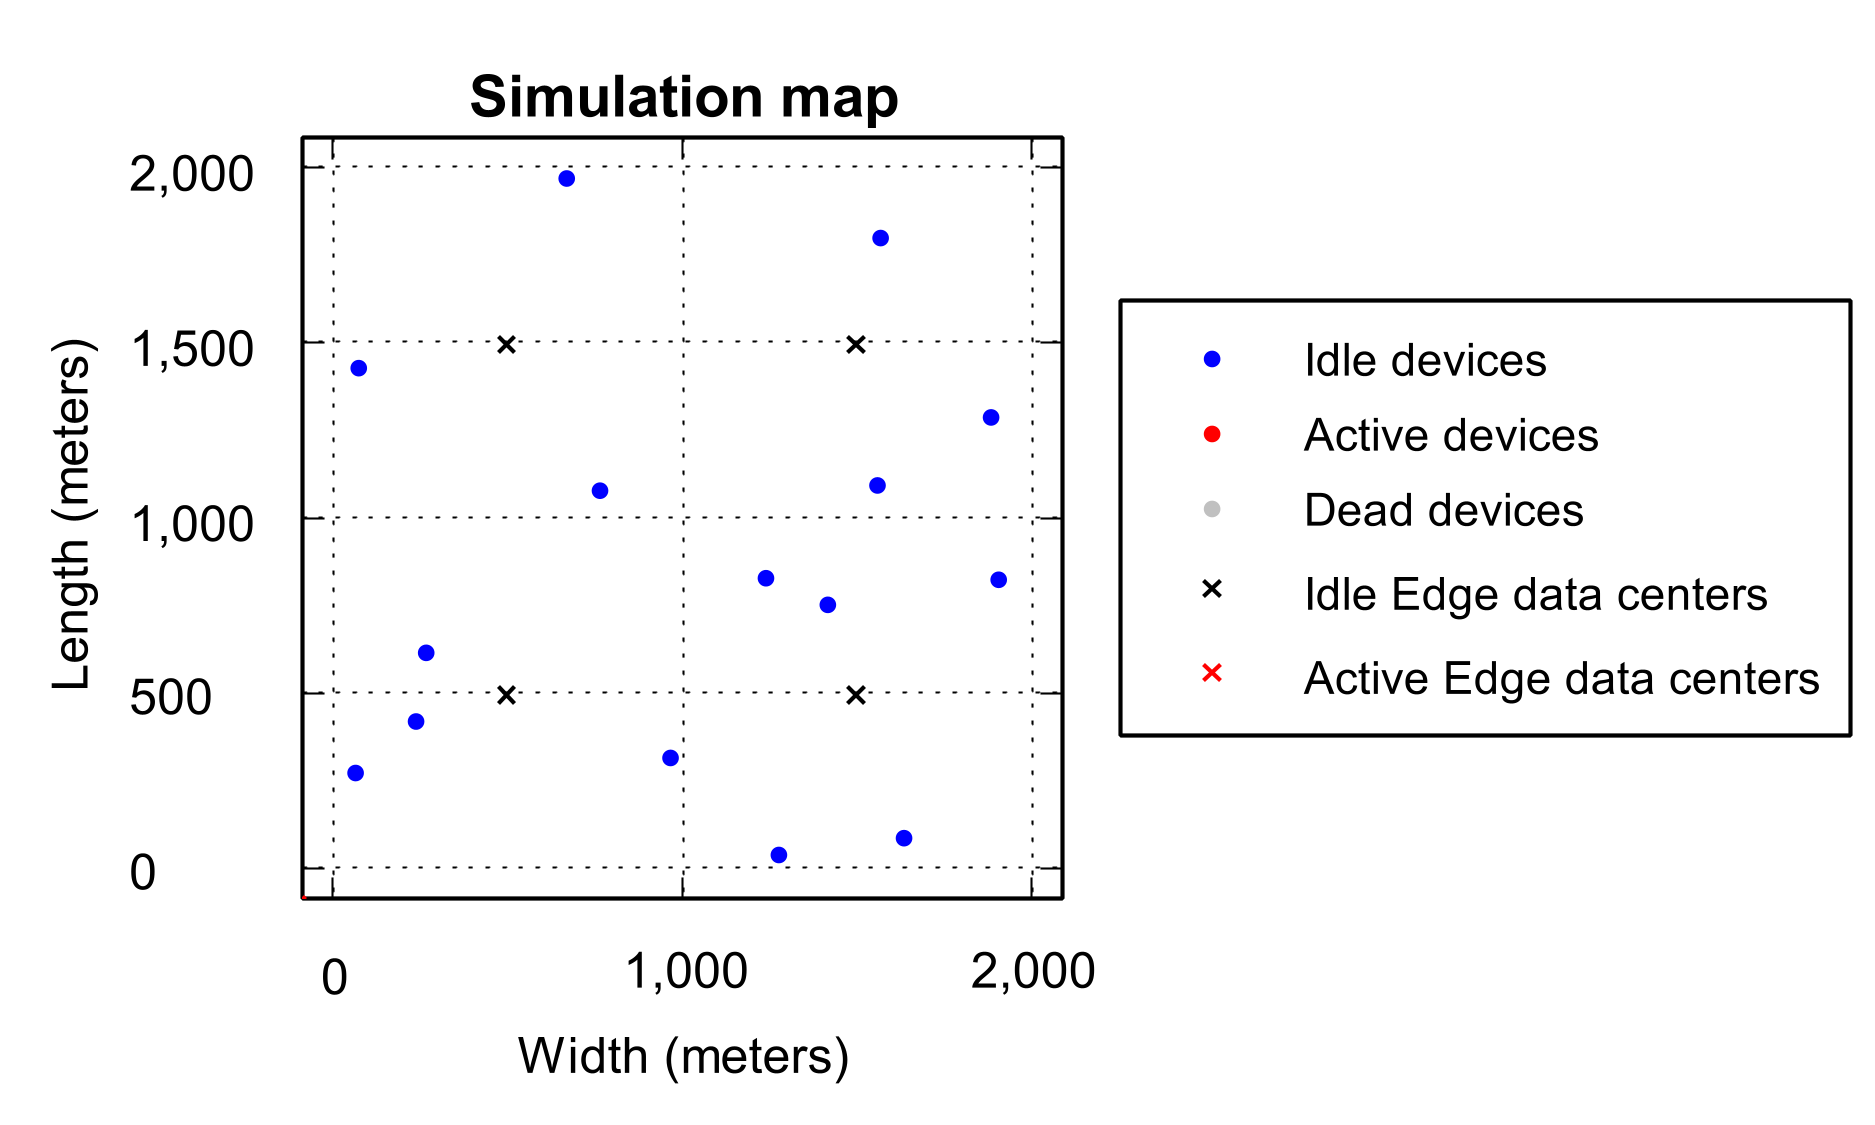 Simulation map
2,000
1,500
1,000
500
0
Length (meters)
0
1,000
2,000
Width (meters)
Idle devices
Active devices
Dead devices
Idle Edge data centers
Active Edge data centers